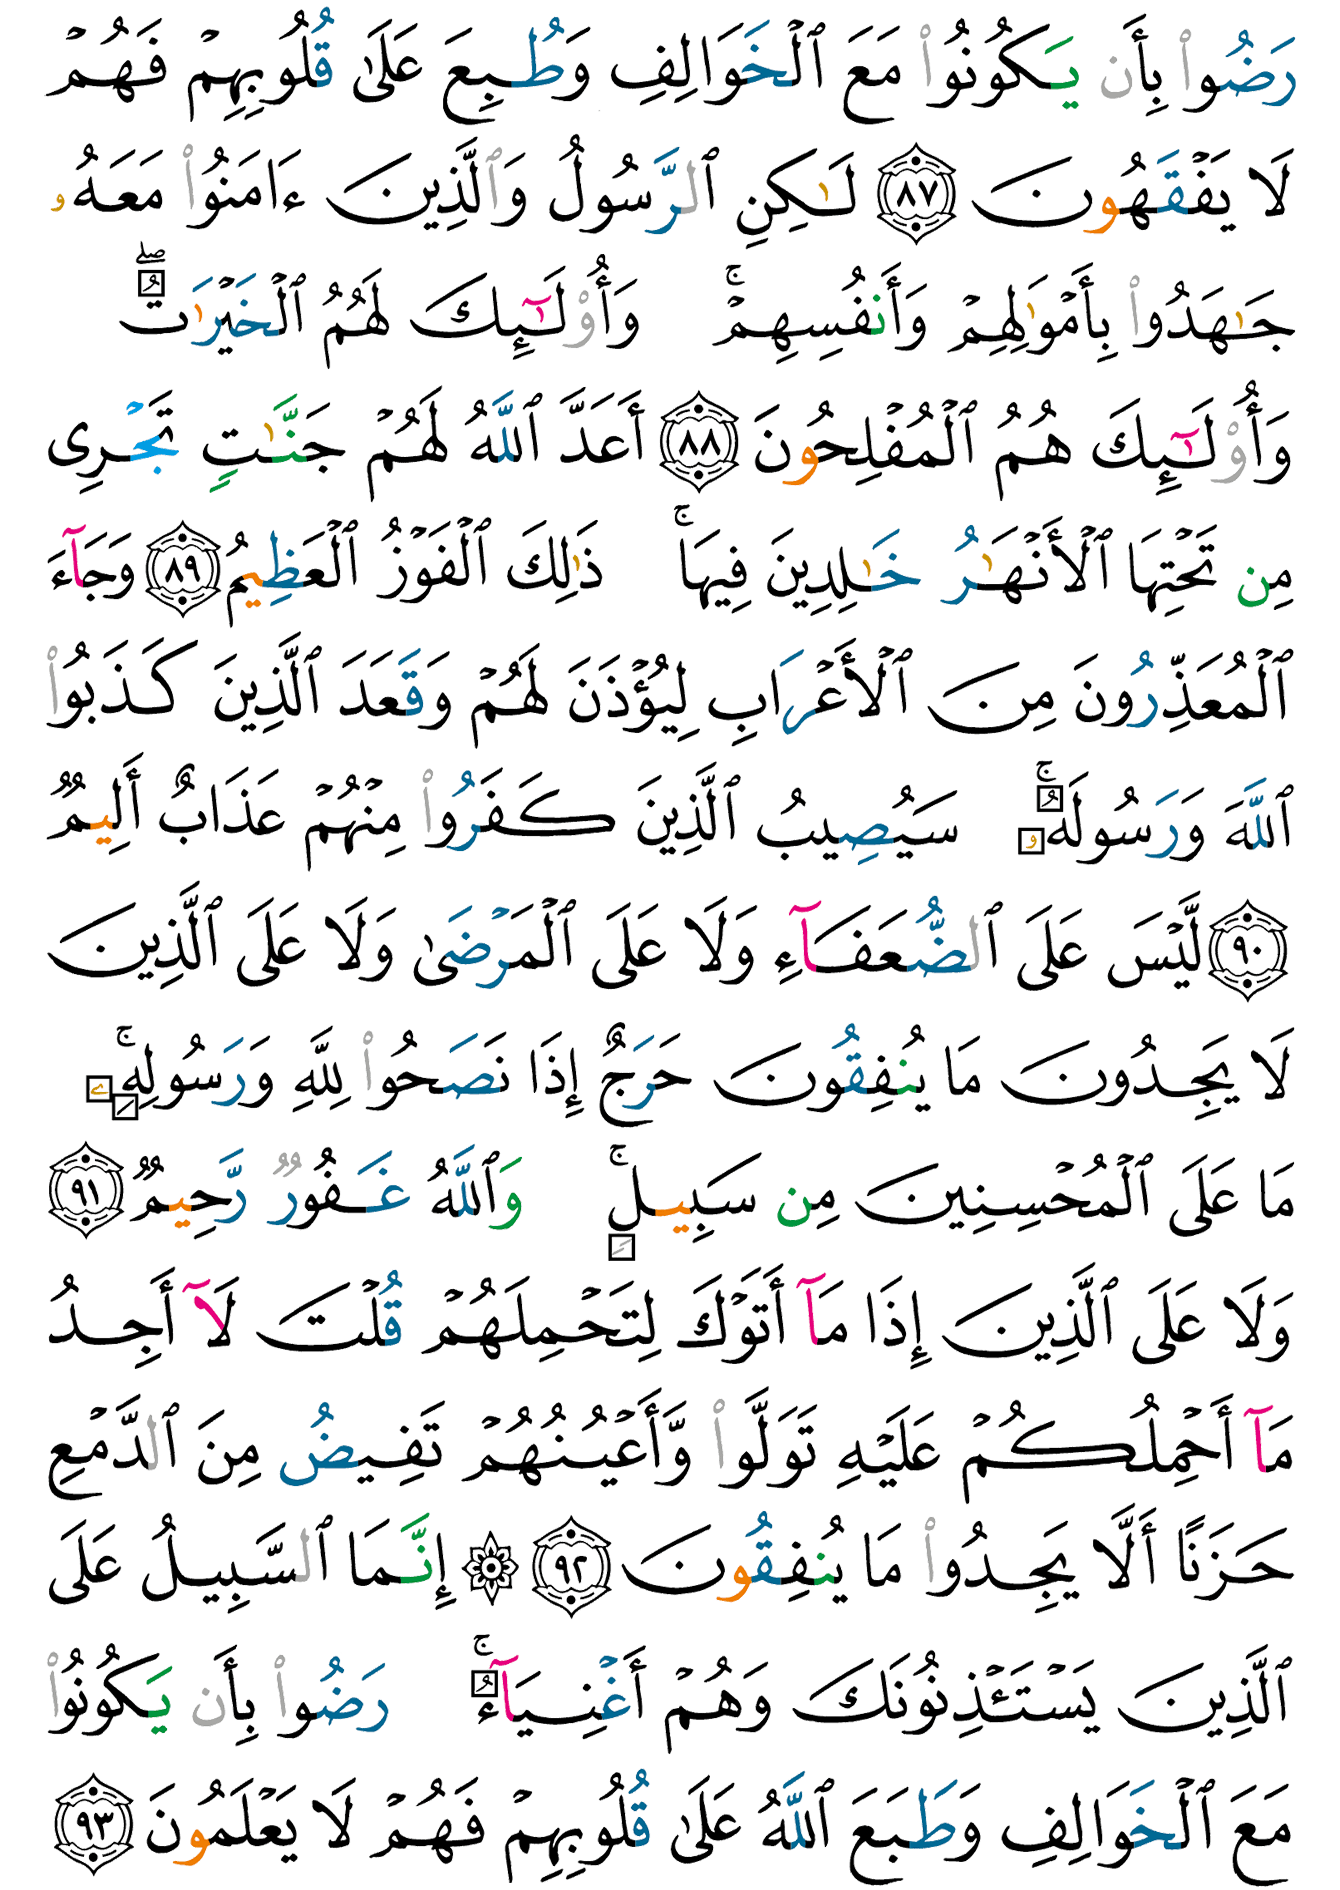 رَضُوا۟ بِأَن يَكُونُوا۟ مَعَ ٱلْخَوَالِفِ وَطُبِعَ عَلَىٰ قُلُوبِهِمْ فَهُمْ
لَا يَفْقَهُونَ ﴿٨٧﴾ لَـٰكِنِ ٱلرَّسُولُ وَٱلَّذِينَ ءَامَنُوا۟ مَعَهُۥ
جَـٰهَدُوا۟ بِأَمْوَٰلِهِمْ وَأَنفُسِهِمْ ۚ وَأُو۟لَـٰٓئِكَ لَهُمُ ٱلْخَيْرَٰتُ ۖ
وَأُو۟لَـٰٓئِكَ هُمُ ٱلْمُفْلِحُونَ ﴿٨٨﴾ أَعَدَّ ٱللَّهُ لَهُمْ جَنَّـٰتٍ تَجْرِى
مِن تَحْتِهَا ٱلْأَنْهَـٰرُ خَـٰلِدِينَ فِيهَا ۚ ذَٰلِكَ ٱلْفَوْزُ ٱلْعَظِيمُ ﴿٨٩﴾ وَجَآءَ
ٱلْمُعَذِّرُونَ مِنَ ٱلْأَعْرَابِ لِيُؤْذَنَ لَهُمْ وَقَعَدَ ٱلَّذِينَ كَذَبُوا۟
ٱللَّهَ وَرَسُولَهُۥ ۚ سَيُصِيبُ ٱلَّذِينَ كَفَرُوا۟ مِنْهُمْ عَذَابٌ أَلِيمٌ
﴿٩٠﴾ لَّيْسَ عَلَى ٱلضُّعَفَآءِ وَلَا عَلَى ٱلْمَرْضَىٰ وَلَا عَلَى ٱلَّذِينَ
لَا يَجِدُونَ مَا يُنفِقُونَ حَرَجٌ إِذَا نَصَحُوا۟ لِلَّهِ وَرَسُولِهِۦ ۚ
مَا عَلَى ٱلْمُحْسِنِينَ مِن سَبِيلٍ ۚ وَٱللَّهُ غَفُورٌ رَّحِيمٌ ﴿٩١﴾
وَلَا عَلَى ٱلَّذِينَ إِذَا مَآ أَتَوْكَ لِتَحْمِلَهُمْ قُلْتَ لَآ أَجِدُ
مَآ أَحْمِلُكُمْ عَلَيْهِ تَوَلَّوا۟ وَّأَعْيُنُهُمْ تَفِيضُ مِنَ ٱلدَّمْعِ
حَزَنًا أَلَّا يَجِدُوا۟ مَا يُنفِقُونَ ﴿٩٢﴾ ۞ إِنَّمَا ٱلسَّبِيلُ عَلَى
ٱلَّذِينَ يَسْتَـْٔذِنُونَكَ وَهُمْ أَغْنِيَآءُ ۚ رَضُوا۟ بِأَن يَكُونُوا۟
مَعَ ٱلْخَوَالِفِ وَطَبَعَ ٱللَّهُ عَلَىٰ قُلُوبِهِمْ فَهُمْ لَا يَعْلَمُونَ ﴿٩٣﴾